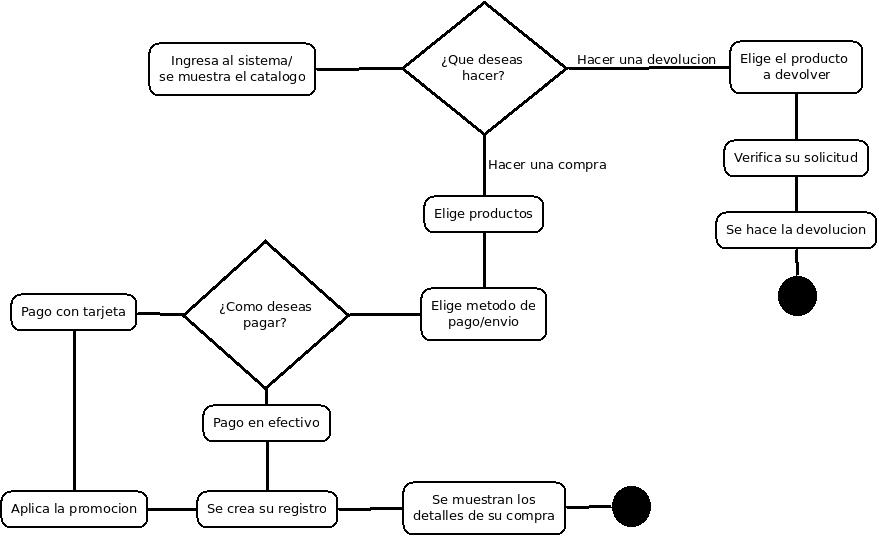 Ingresa al sistema/
se muestra el catalogo
¿Que deseas
hacer?
Hacer una devolucion
Elige el producto
a devolver
Verifica su solicitud
Se hace la devolucion
Hacer una compra
Elige productos
Elige metodo de
pago/envio
¿Como deseas
pagar?
Pago con tarjeta
Pago en efectivo
Aplica la promocion
Se crea su registro
Se muestran los
detalles de su compra